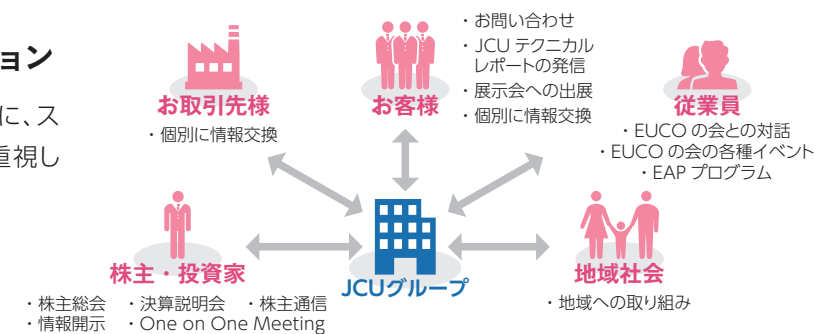 ョン
に、ス
重視し
お取引先様
・個別に情報交換
お客様
・お問い合わせ
・JCU テクニカル
レポートの発信
・展示会への出展
・個別に情報交換
従業員
・EUCO の会との対話
・EUCO の会の各種イベント
・EAP プログラム
株主・投資家
・株主総会 ・決算説明会 ・株主通信
・情報開示 ・One on One Meeting
JCUグループ
地域社会
・地域への取り組み